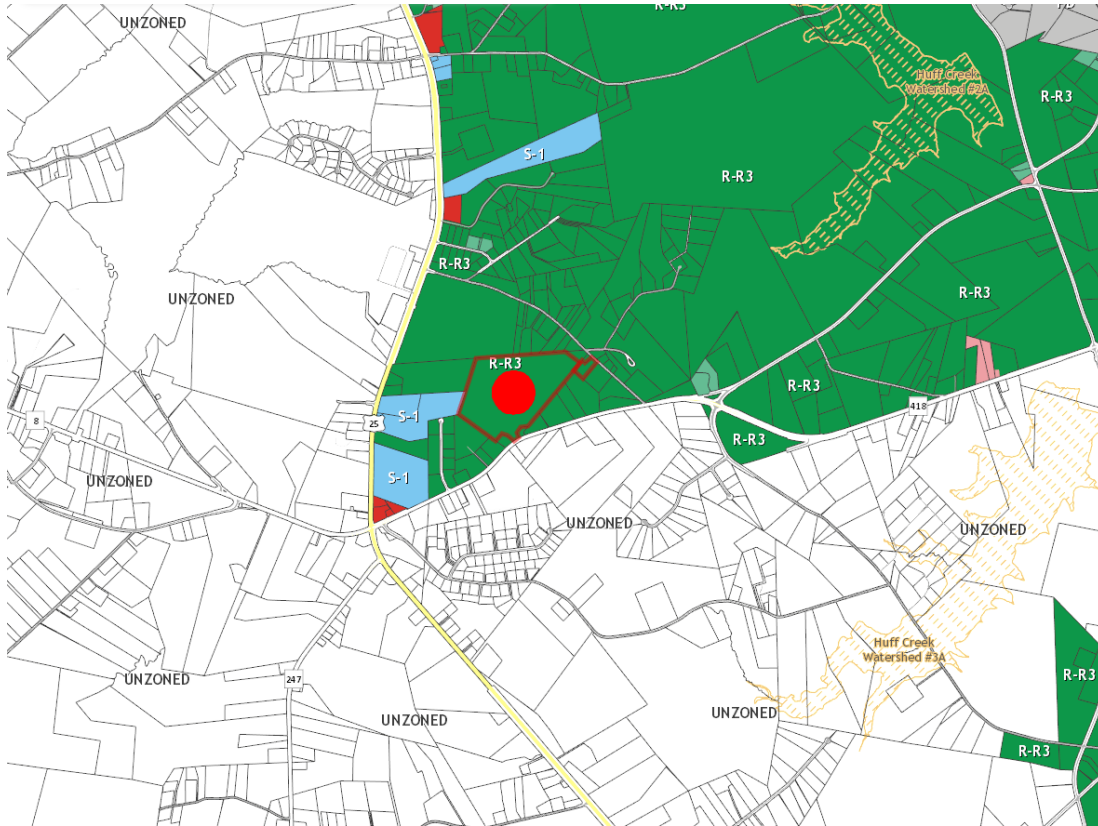 R-R3
UNZONED
Huff Creek
Watershed #2A
R-R3
S-1
R-R3
R-R3
UNZONED
R-R3
R-R3
R-R3
418
S-1
8
25
R-R3
S-1
UNZONED
UNZONED
UNZONED
Huff Creek
Watershed #3A
R-R3
247
UNZONED
UNZONED
UNZONED
R-R3